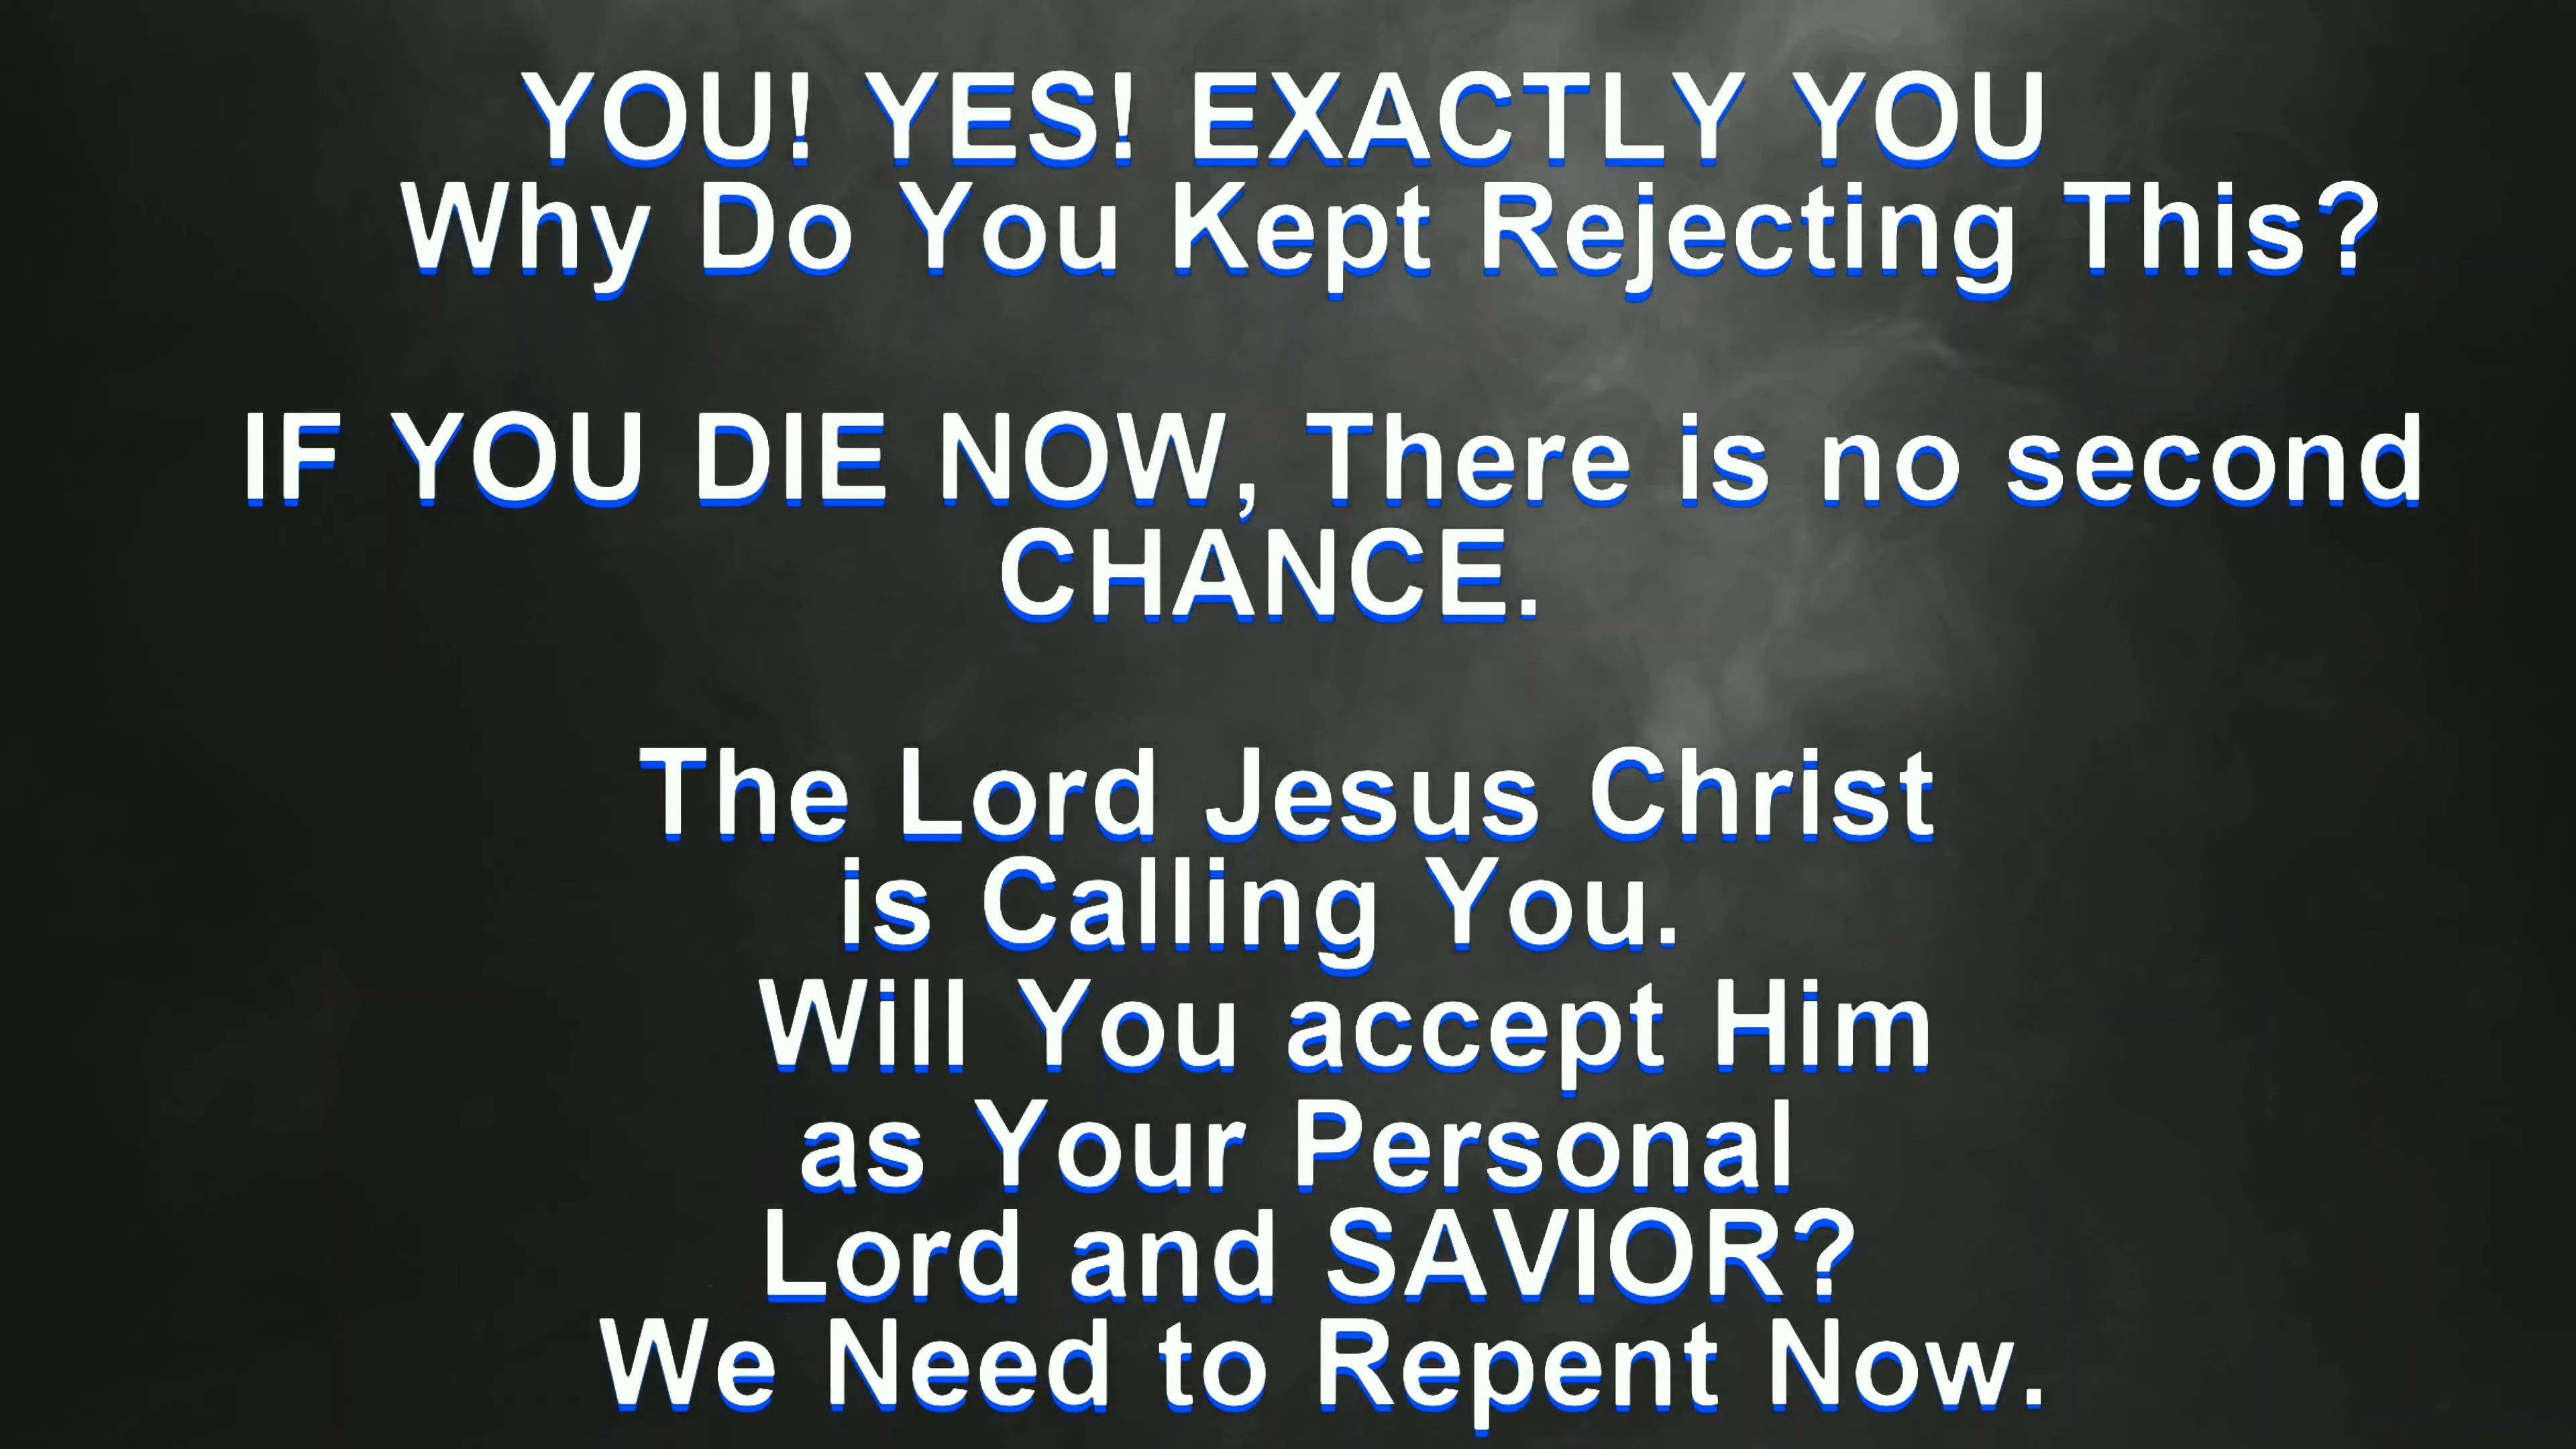 YOU! YES! EXACTLY YOU
Why Do You Kept Rejecting This?
IF YOU DIE NOW, There is no second
CHANCE.
The Lord Jesus Christ
is Calling You.
Will You accept Him
as Your Personal
Lord and SAVIOR?
We Need to Repent Now.